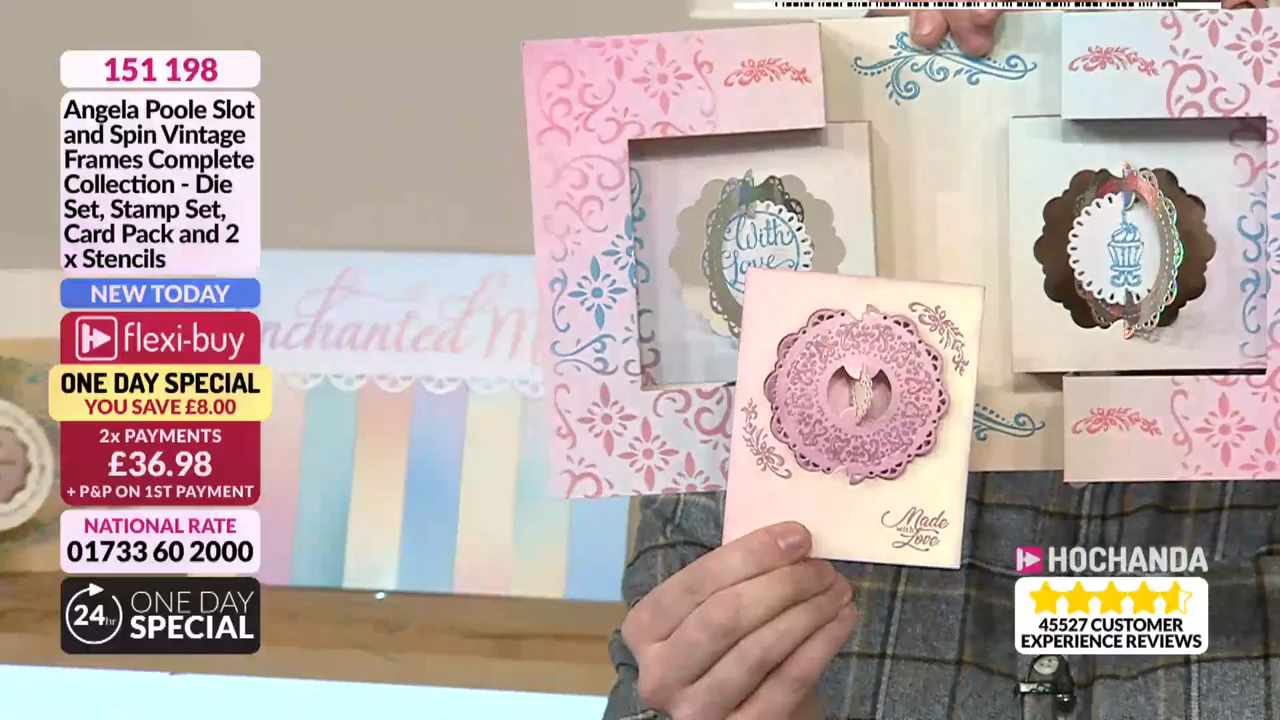 151 198
Angela Poole Slot
and Spin Vintage
Frames Complete
Collection - Die
Set, Stamp Set,
Card Pack and 2
x Stencils
NEW TODAY
flexi-buy
ONE DAY SPECIAL
YOU SAVE £8.00
2x PAYMENTS
£36.98
+ P&P ON 1ST PAYMENT
NATIONAL RATE
01733 60 2000
24hr
ONE DAY
SPECIAL
nchanted M
With
Love
Made
with
Love
HOCHANDA
45527 CUSTOMER
EXPERIENCE REVIEWS